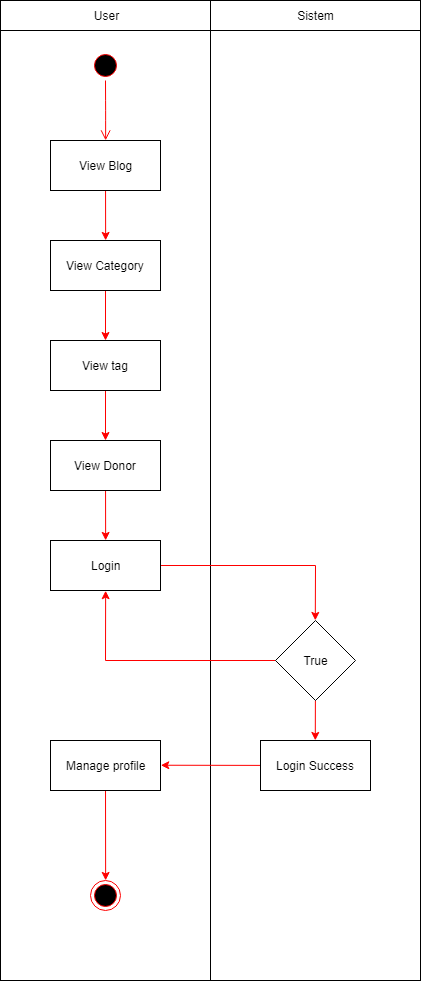 User
Sistem
View Blog
View Category
View tag
View Donor
Login
True
Login Success
Manage profile